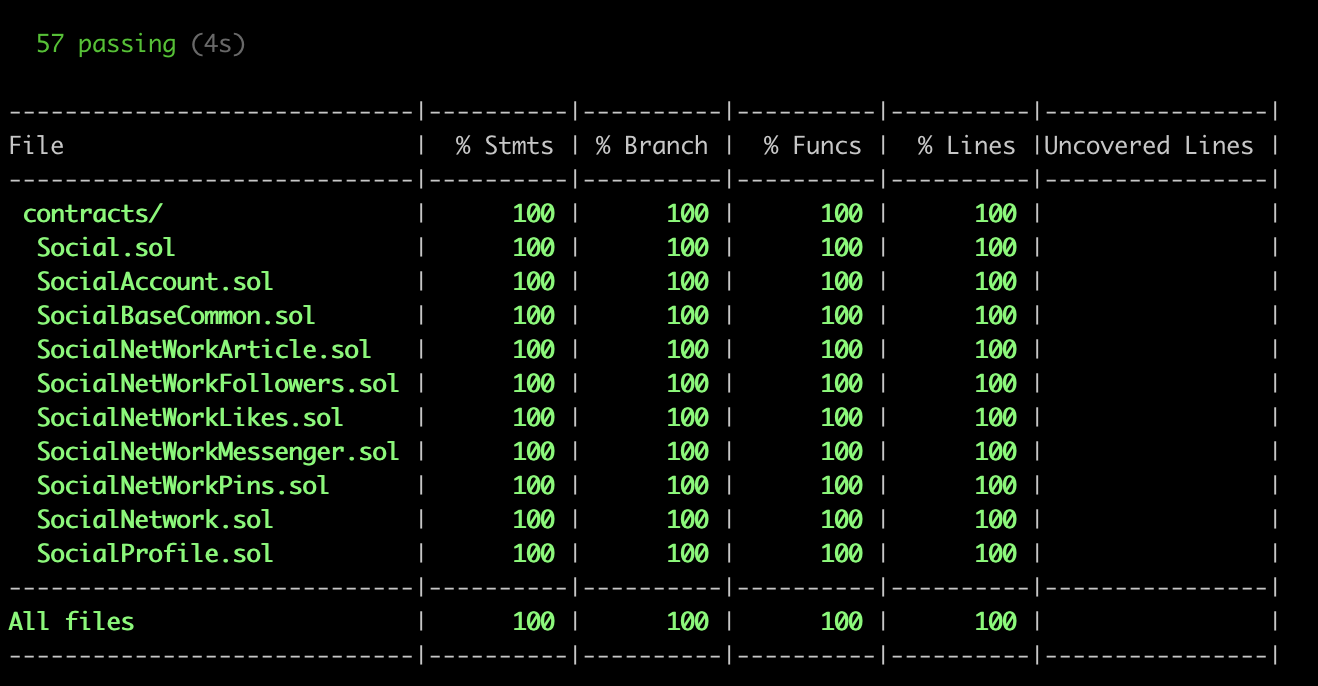 57 passing (4s)
------------------------------|----------|----------|----------|----------|----------------|
File                          |  % Stmts | % Branch |  % Funcs |  % Lines |Uncovered Lines |
------------------------------|----------|----------|----------|----------|----------------|
 contracts/                   |      100 |      100 |      100 |      100 |                |
  Social.sol                  |      100 |      100 |      100 |      100 |                |
  SocialAccount.sol           |      100 |      100 |      100 |      100 |                |
  SocialBaseCommon.sol        |      100 |      100 |      100 |      100 |                |
  SocialNetWorkArticle.sol    |      100 |      100 |      100 |      100 |                |
  SocialNetWorkFollowers.sol  |      100 |      100 |      100 |      100 |                |
  SocialNetWorkLikes.sol      |      100 |      100 |      100 |      100 |                |
  SocialNetWorkMessenger.sol  |      100 |      100 |      100 |      100 |                |
  SocialNetWorkPins.sol       |      100 |      100 |      100 |      100 |                |
  SocialNetwork.sol           |      100 |      100 |      100 |      100 |                |
  SocialProfile.sol           |      100 |      100 |      100 |      100 |                |
------------------------------|----------|----------|----------|----------|----------------|
All files                     |      100 |      100 |      100 |      100 |                |
------------------------------|----------|----------|----------|----------|----------------|